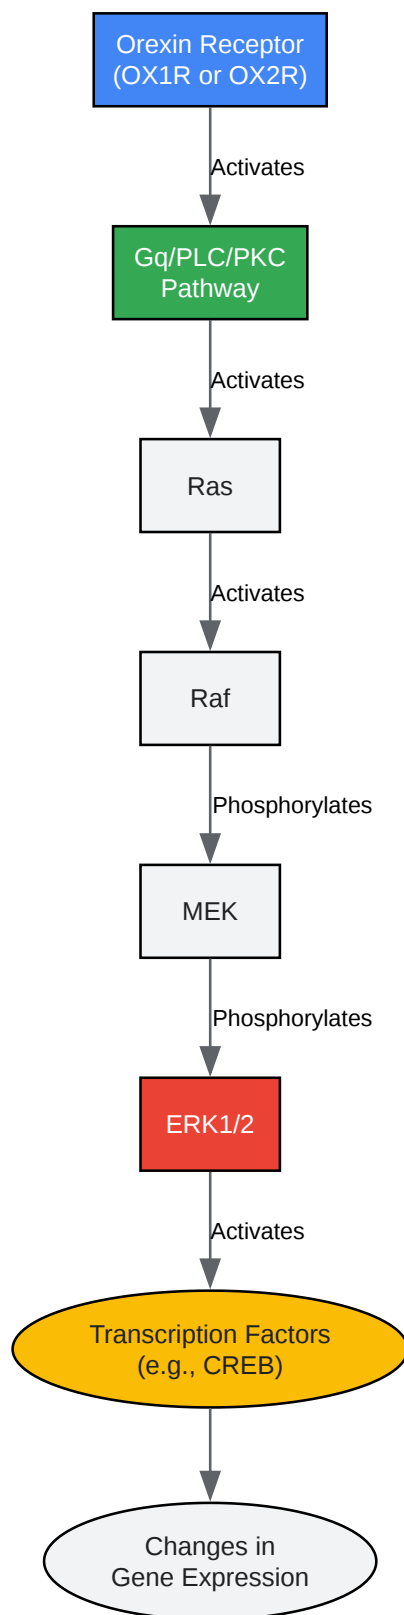 Orexin Receptor
(OX1R or OX2R)
Activates
Gq/PLC/PKC
Pathway
Activates
Ras
Activates
Raf
Phosphorylates
MEK
Phosphorylates
ERK1/2
Activates
Transcription Factors
(e.g., CREB)
Changes in
Gene Expression